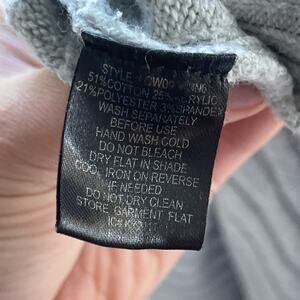 STYLE
51%COTTON 25% ACRYLIC
21%POLYESTER 3%SPANDEX
WASH SEPARATELY
BEFORE USE
HAND WASH COLD
DO NOT BLEACH
DRY FLAT IN SHADE
COOL IRON ON REVERSE
IF NEEDED
DO NOT DRY CLEAN
STORE GARMENT FLAT